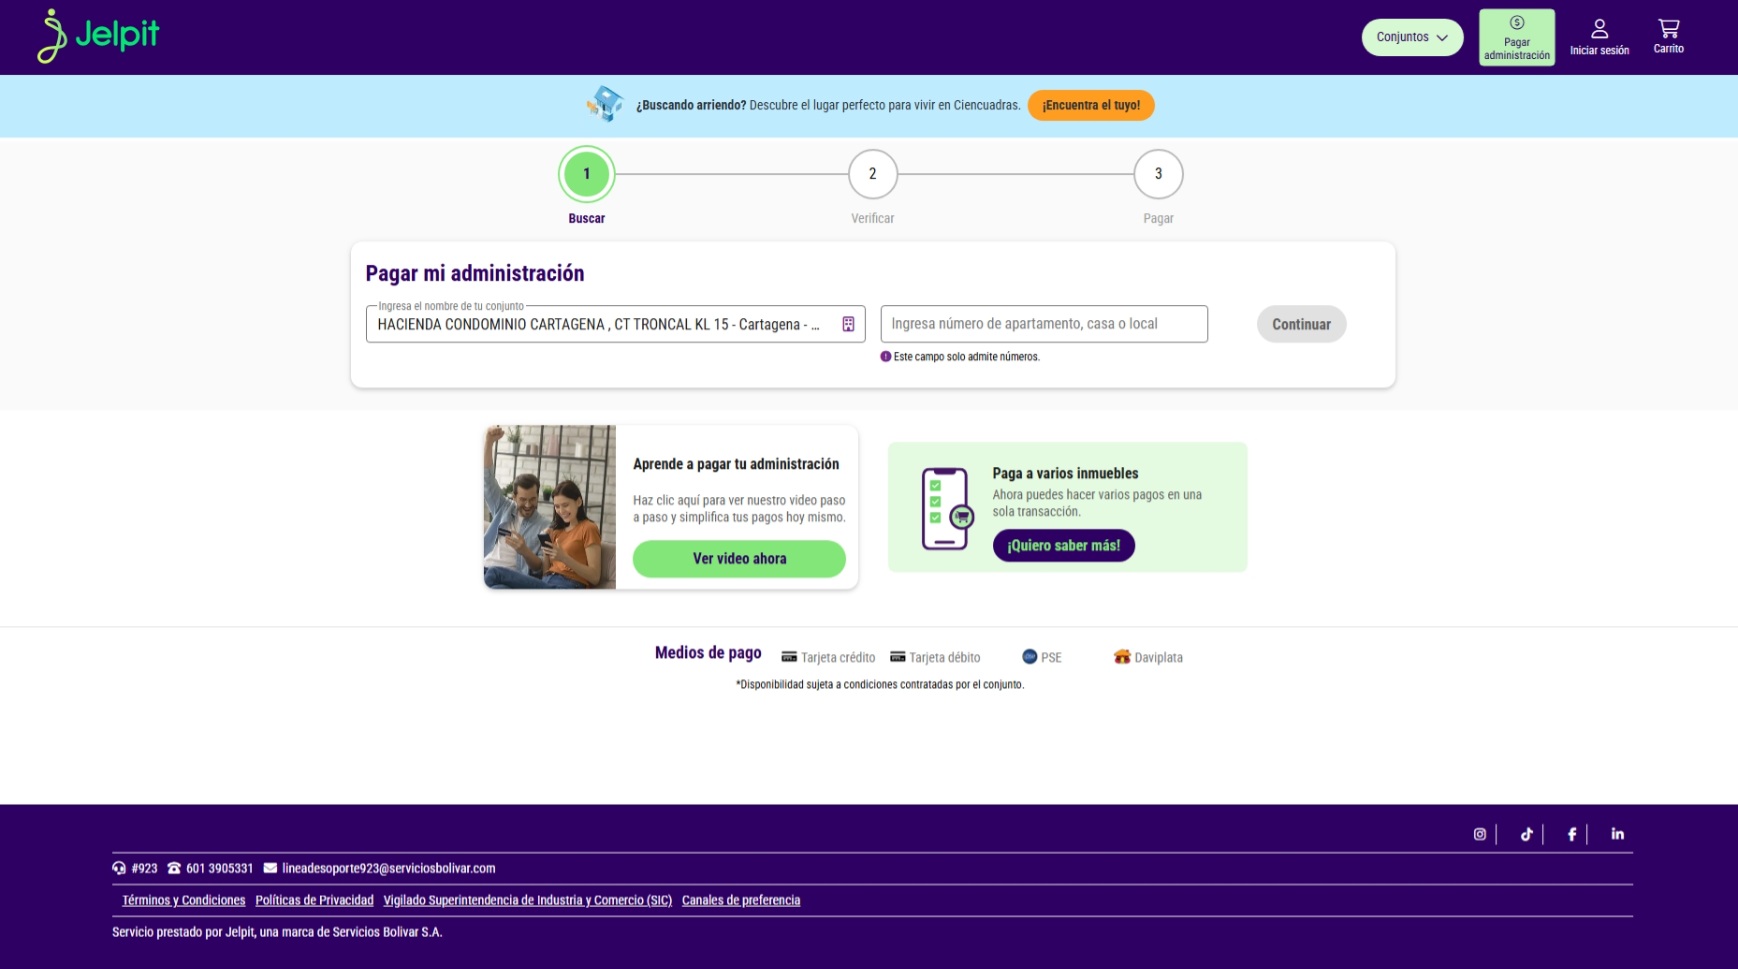 Jelpit
Conjuntos
Pagar
administración
Iniciar sesión
Carrito
¿Buscando arriendo? Descubre el lugar perfecto para vivir en Ciencuadras.
¡Encuentra el tuyo!
1
2
3
Buscar
Verificar
Pagar
Pagar mi administración
Ingresa el nombre de tu conjunto
HACIENDA CONDOMINIO CARTAGENA , CT TRONCAL KL 15 - Cartagena - ...
Ingresa número de apartamento, casa o local
Continuar
Este campo solo admite números.
Aprende a pagar tu administración
Haz clic aquí para ver nuestro video paso
a paso y simplifica tus pagos hoy mismo.
Ver video ahora
Paga a varios inmuebles
Ahora puedes hacer varios pagos en una
sola transacción.
¡Quiero saber más!
Medios de pago
Tarjeta crédito
Tarjeta débito
PSE
Daviplata
*Disponibilidad sujeta a condiciones contratadas por el conjunto.
#923 601 3905331 lineadesoporte923@serviciosbolivar.com
Términos y Condiciones Políticas de Privacidad Vigilado Superintendencia de Industria y Comercio (SIC) Canales de preferencia
Servicio prestado por Jelpit, una marca de Servicios Bolivar S.A.